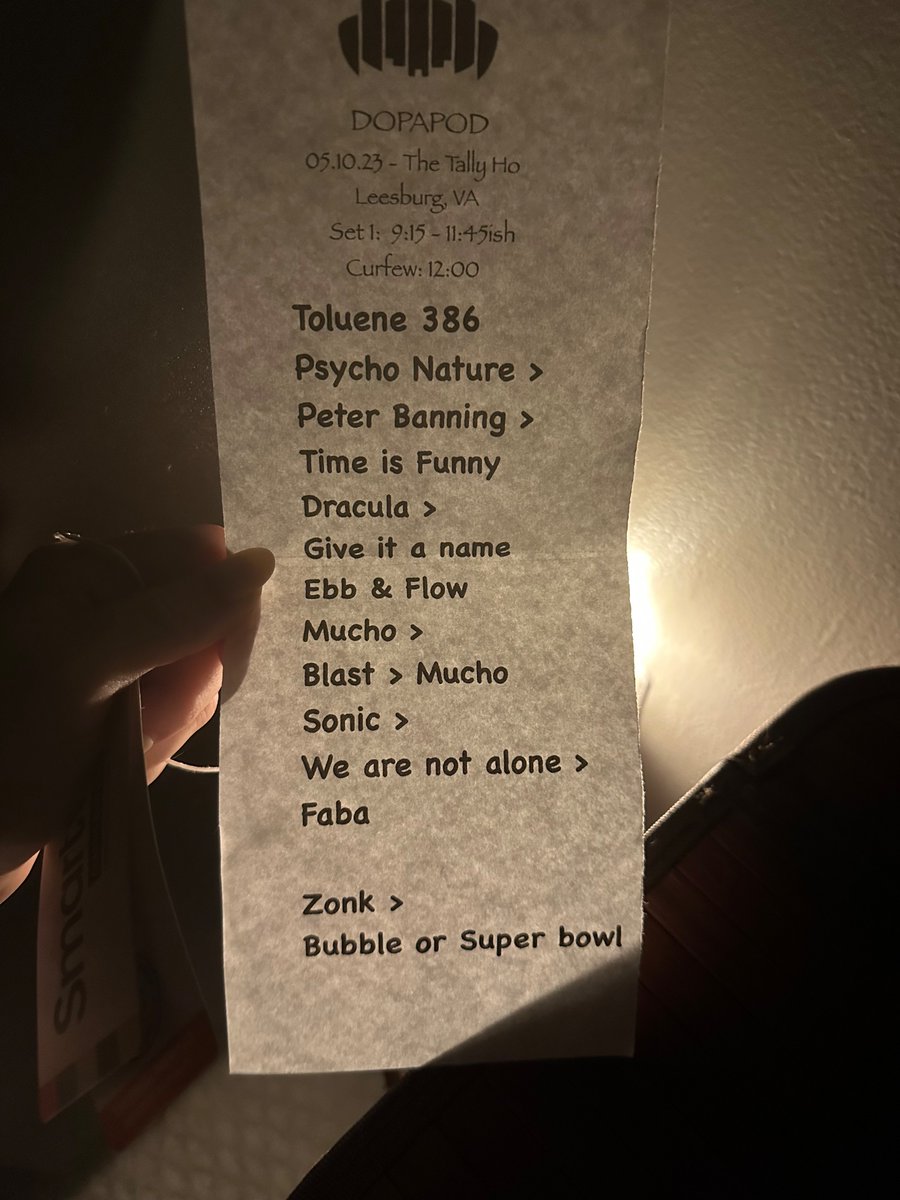 DOPAPOD
05.10.23 - The Tally Ho
Leesburg, VA
Set 1: 9:15 - 11:45ish
Curfew: 12:00
Toluene 386
Psycho Nature >
Peter Banning >
Time is Funny
Dracula >
Give it a name
Ebb & Flow
Mucho >
Blast > Mucho
Sonic >
We are not alone >
Faba
Zonk >
Bubble or Super bowl